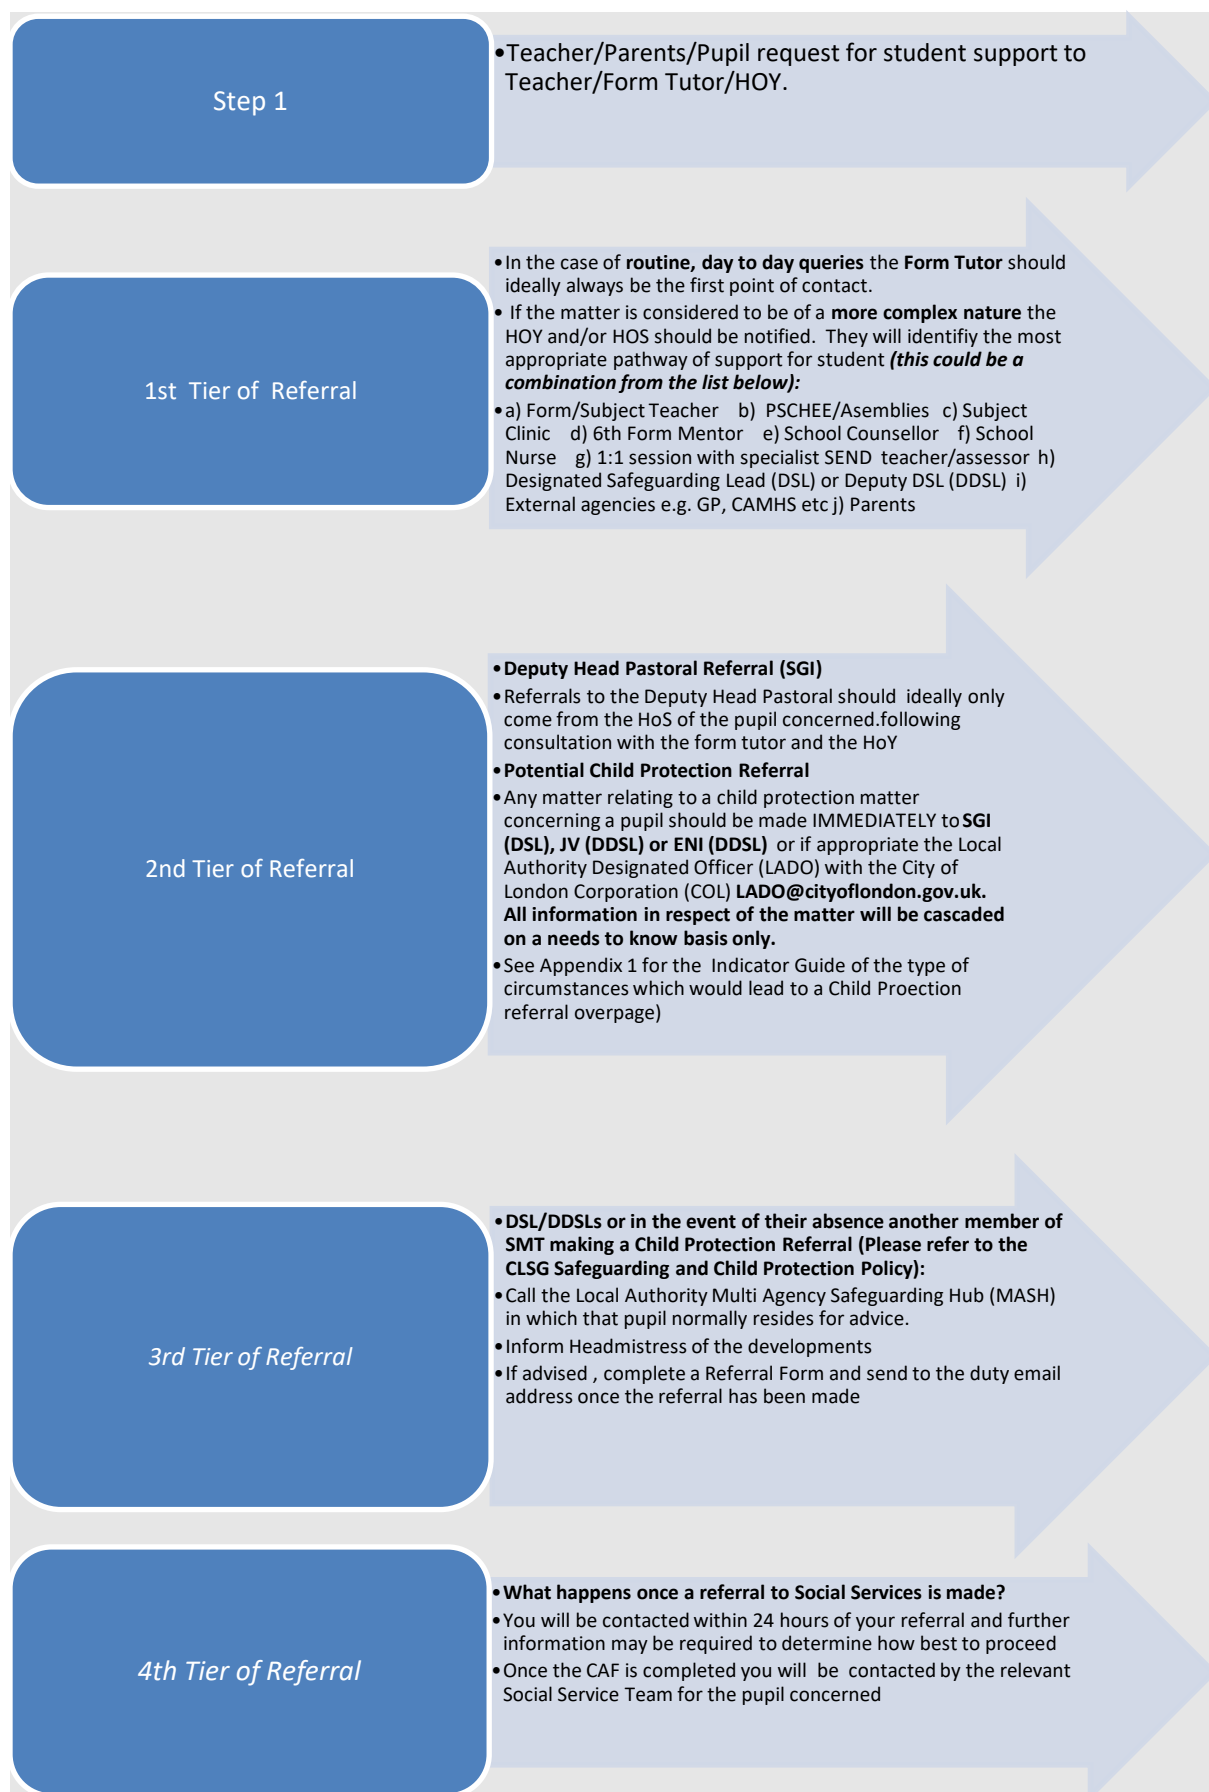 Step 1
•Teacher/Parents/Pupil request for student support to
Teacher/Form Tutor/HOY.
1st Tier of Referral
•In the case of routine, day to day queries the Form Tutor should
ideally always be the first point of contact.
• If the matter is considered to be of a more complex nature the
HOY and/or HOS should be notified. They will identifiy the most
appropriate pathway of support for student (this could be a
combination from the list below):
•a) Form/Subject Teacher b) PSCHEE/Asemblies c) Subject
Clinic d) 6th Form Mentor e) School Counsellor f) School
Nurse g) 1:1 session with specialist SEND teacher/assessor h)
Designated Safeguarding Lead (DSL) or Deputy DSL (DDSL) i)
External agencies e.g. GP, CAMHS etc j) Parents
2nd Tier of Referral
•Deputy Head Pastoral Referral (SGI)
•Referrals to the Deputy Head Pastoral should ideally only
come from the HoS of the pupil concerned.following
consultation with the form tutor and the HoY
•Potential Child Protection Referral
•Any matter relating to a child protection matter
concerning a pupil should be made IMMEDIATELY to SGI
(DSL), JV (DDSL) or ENI (DDSL) or if appropriate the Local
Authority Designated Officer (LADO) with the City of
London Corporation (COL) LADO@cityoflondon.gov.uk.
All information in respect of the matter will be cascaded
on a needs to know basis only.
•See Appendix 1 for the Indicator Guide of the type of
circumstances which would lead to a Child Proection
referral overpage)
3rd Tier of Referral
•DSL/DDSLs or in the event of their absence another member of
SMT making a Child Protection Referral (Please refer to the
CLSG Safeguarding and Child Protection Policy):
•Call the Local Authority Multi Agency Safeguarding Hub (MASH)
in which that pupil normally resides for advice.
•Inform Headmistress of the developments
•If advised , complete a Referral Form and send to the duty email
address once the referral has been made
4th Tier of Referral
•What happens once a referral to Social Services is made?
•You will be contacted within 24 hours of your referral and further
information may be required to determine how best to proceed
•Once the CAF is completed you will be contacted by the relevant
Social Service Team for the pupil concerned